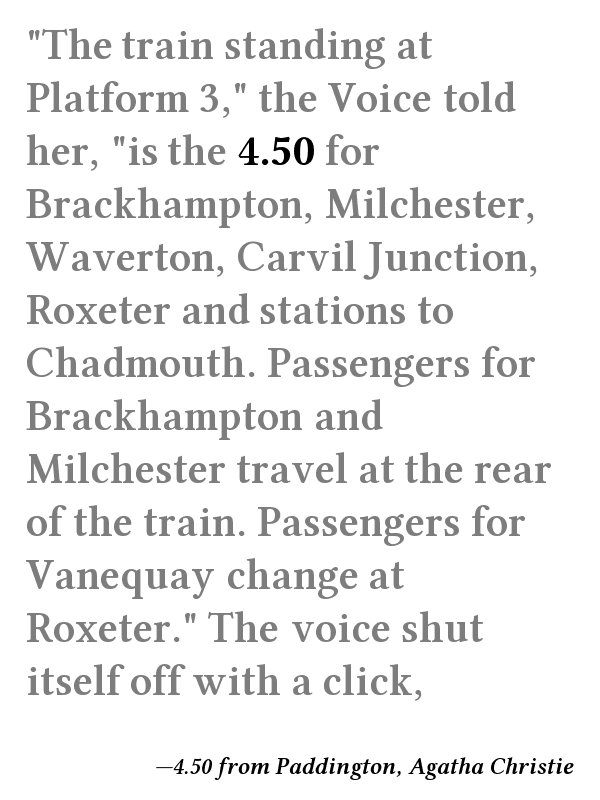 "The train standing at
Platform 3," the Voice told
her, "is the 4.50 for
Brackhampton, Milchester,
Waverton, Carvil Junction,
Roxeter and stations to
Chadmouth. Passengers for
Brackhampton and
Milchester travel at the rear
of the train. Passengers for
Vanequay change at
Roxeter." The voice shut
itself off with a click,
—4.50 from Paddington, Agatha Christie